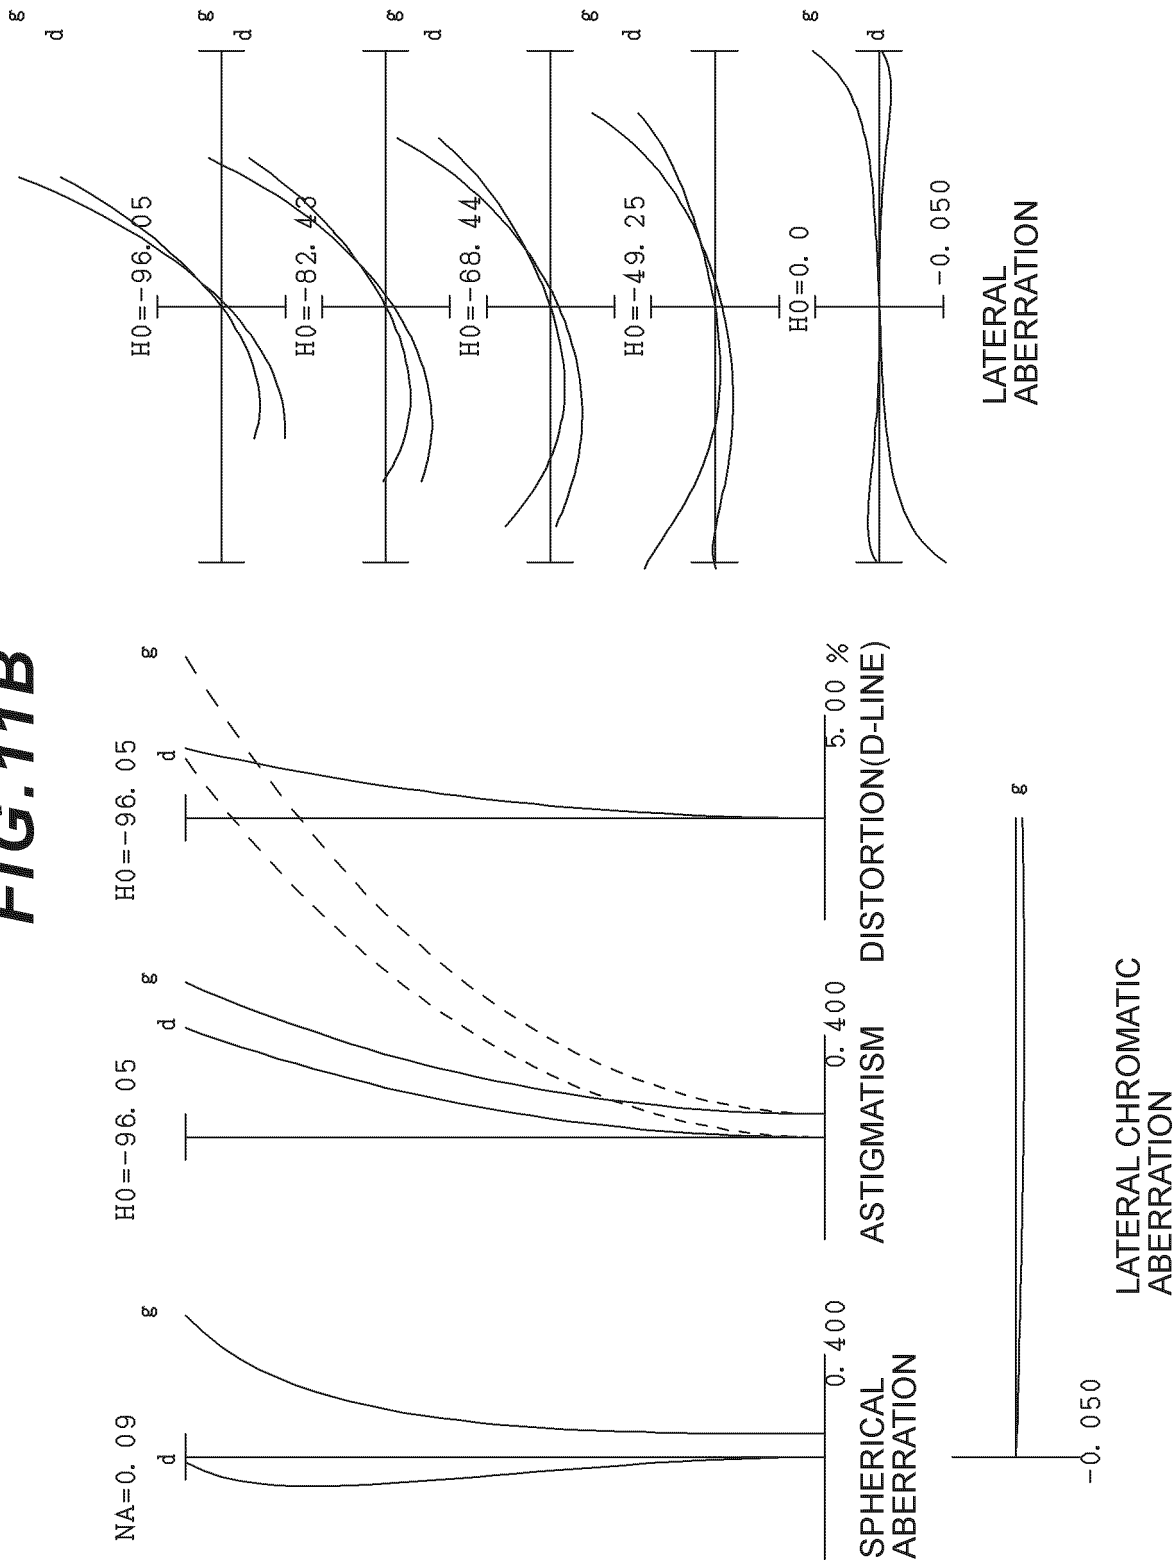 FIG.11B
NA=0.09
d
g
0.400
SPHERICAL
ABERRATION
H0=-96.05
d
g
0.400
ASTIGMATISM
H0=-96.05
d
g
5.00 %
DISTORTION(D-LINE)
-0.050
g
LATERAL CHROMATIC
ABERRATION
H0=-96.05
g
d
H0=-82.43
g
d
H0=-68.44
g
d
H0=-49.25
g
d
H0=0.0
g
d
-0.050
LATERAL
ABERRATION